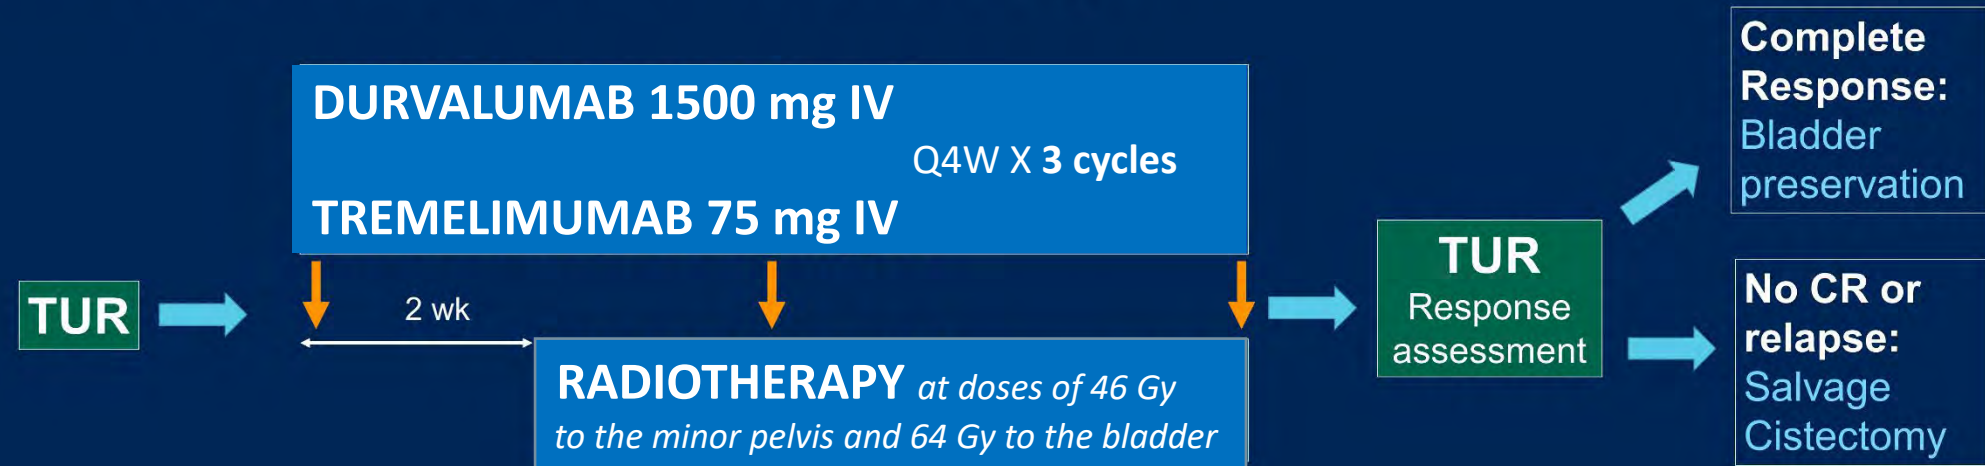 TUR
DURVALUMAB 1500 mg IV
Q4W X 3 cycles
TREMELIMUMAB 75 mg IV
2 wk
RADIOTHERAPY at doses of 46 Gy
to the minor pelvis and 64 Gy to the bladder
TUR
Response
assessment
Complete
Response:
Bladder
preservation
No CR or
relapse:
Salvage
Cistectomy